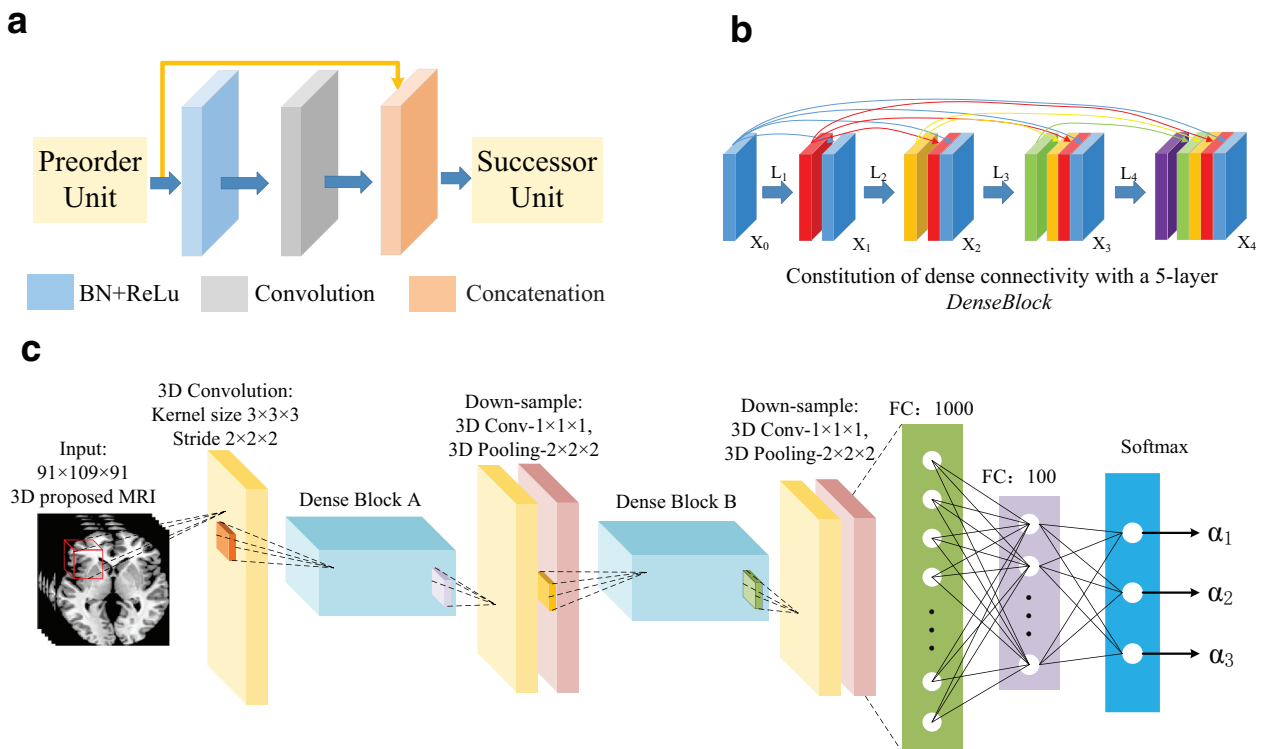 a
Preorder
Unit
Successor
Unit
BN+ReLu
Convolution
Concatenation
b
L1
L2
L3
L4
X0
X1
X2
X3
X4
Constitution of dense connectivity with a 5-layer
DenseBlock
c
Input:
91×109×91
3D proposed MRI
3D Convolution:
Kernel size 3×3×3
Stride 2×2×2
Dense Block A
Down-sample:
3D Conv-1×1×1,
3D Pooling-2×2×2
Dense Block B
Down-sample:
3D Conv-1×1×1,
3D Pooling-2×2×2
FC：1000
FC：100
Softmax
α1
α2
α3